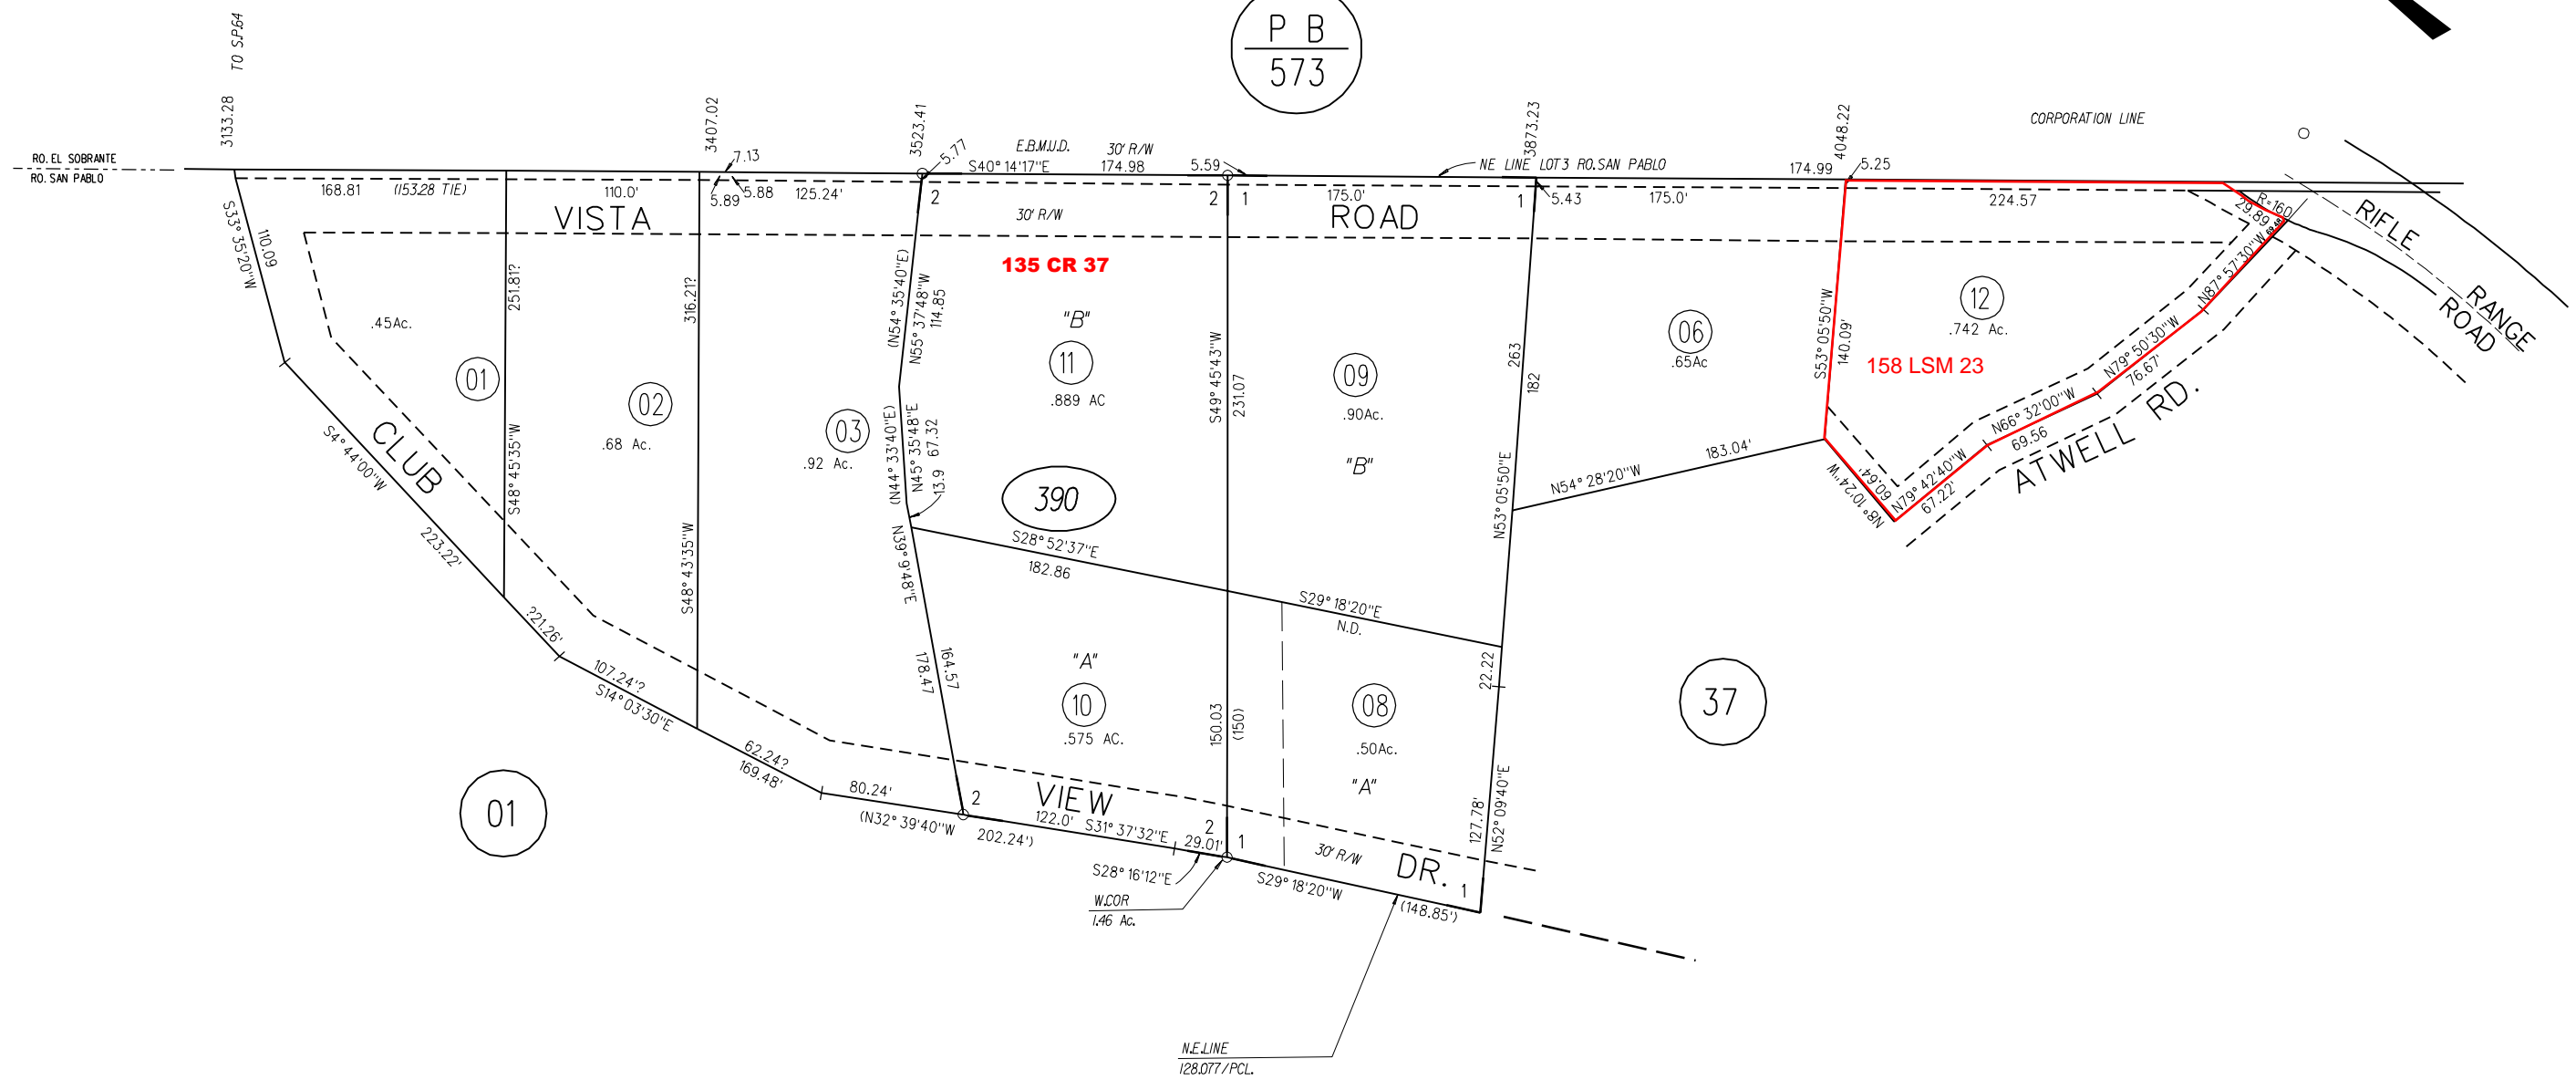 P B
573
TO S.P.64
3133.28
3407.02
3523.41
3873.23
4048.22
CORPORATION LINE
RO. EL SOBRANTE
RO. SAN PABLO
7.13
5.77
E.B.M.U.D. 30' R/W
S40° 14'17"E 174.98
5.59
NE LINE LOT3 RO.SAN PABLO
174.99
5.25
168.81 (1153.28 TIE)
110.0'
5.89
5.88
125.24'
2
2
1
175.0'
1
5.43
175.0'
224.57
R=160
29.89
VISTA
30' R/W
ROAD
RIFLE
RANGE
ROAD
135 CR 37
S33° 35'20"W
110.09
251.81?
316.21?
(N54° 35'40"E)
N55° 37'48"W
114.85
"B"
11
.889 AC
S49° 45'43"W
231.07
09
.90Ac.
"B"
263
182
06
.65Ac
S53° 05'50"W
140.09'
12
.742 Ac.
158 LSM 23
N87° 57'30"W
N79° 50'30"W
76.67'
N66° 32'00"W
69.56
N79° 42'40"W
67.22'
60.64'
N8° 10'24"W
ATWELL RD.
.45Ac.
01
02
.68 Ac.
03
.92 Ac.
CLUB
S4° 44'00"W
223.22'
S48° 45'35"W
S48° 43'35"W
(N44° 33'40"E)
N45° 35'48"E
13.9 67.32
390
N39° 9'48"E
S28° 52'37"E
182.86
N53° 05'50"E
N54° 28'20"W
183.04'
S29° 18'20"E
N.D.
?21.26'
107.24'?
S14° 03'30"E
62.24?
169.48'
178.47
164.57
"A"
10
.575 AC.
150.03
(150)
08
.50Ac.
"A"
22.22
37
127.78'
N52° 09'40"E
01
80.24'
2
(N32° 39'40"W
202.24')
VIEW
122.0' S31° 37'32"E
29.01'
2
1
30' R/W
DR.
1
S28° 16'12"E
S29° 18'20"W
(148.85')
W.COR
1.46 Ac.
N.E.LINE
128.077/PCL.